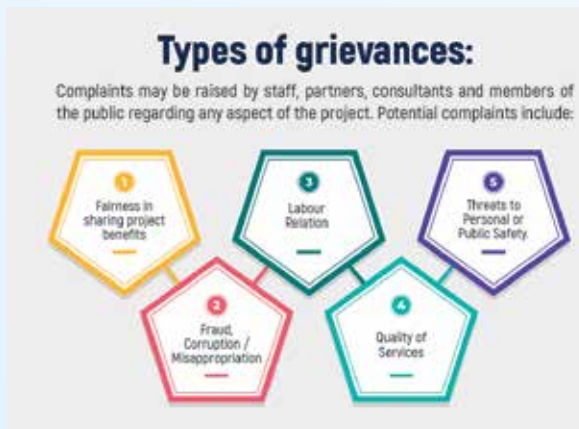 Types of grievances:
Complaints may be raised by staff, partners, consultants and members of
the public regarding any aspect of the project. Potential complaints include:
1
Fairness in
sharing project
benefits
2
Fraud,
Corruption /
Misappropriation
3
Labour
Relation
4
Quality of
Services
5
Threats to
Personal or
Public Safety.